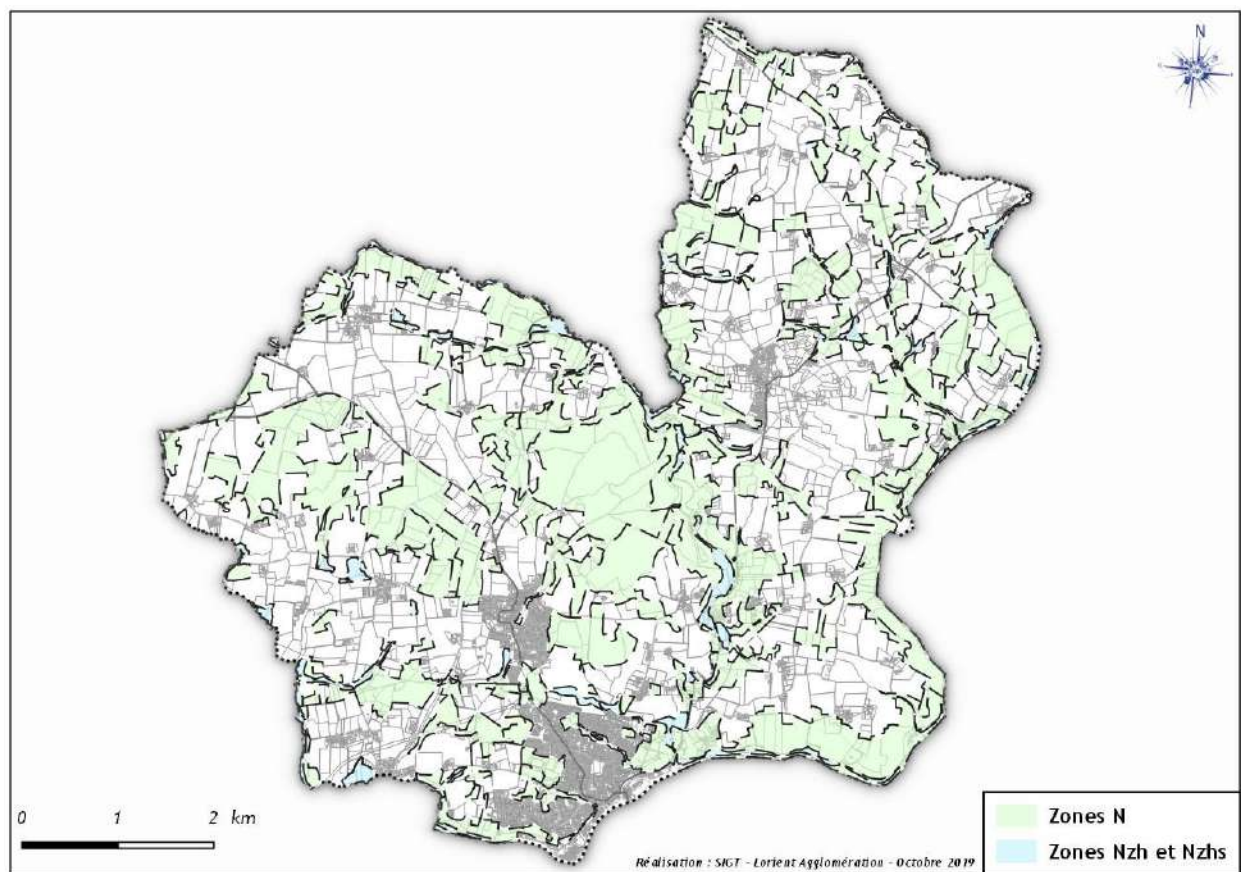 N
0 1 2 km
Zones N
Zones Nzh et Nzhs
Réalisation : SIGT - Lorient Agglomération - Octobre 2019